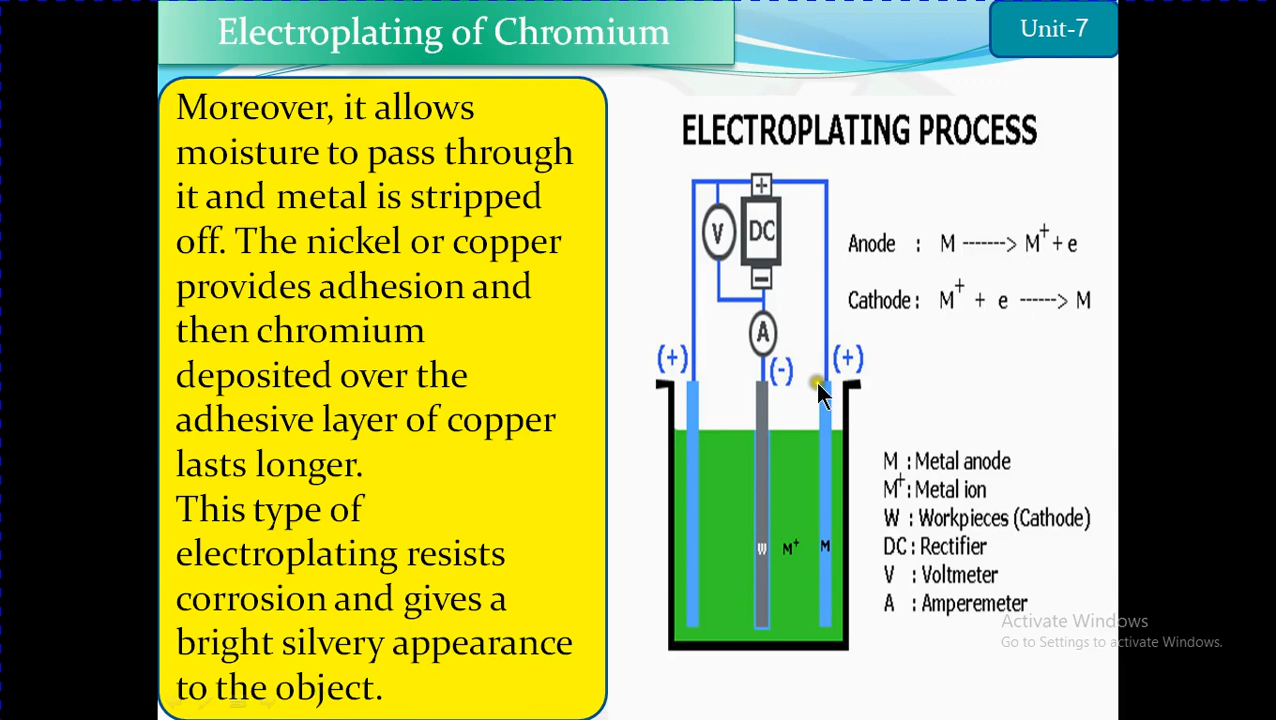 Electroplating of Chromium
Unit-7
Moreover, it allows
moisture to pass through
it and metal is stripped
off. The nickel or copper
provides adhesion and
then chromium
deposited over the
adhesive layer of copper
lasts longer.
This type of
electroplating resists
corrosion and gives a
bright silvery appearance
to the object.
ELECTROPLATING PROCESS
+
V
DC
−
A
(+)
(-)
(+)
W
M⁺
M
Anode : M -------> M⁺ + e
Cathode : M⁺ + e ------> M
M : Metal anode
M⁺ : Metal ion
W : Workpieces (Cathode)
DC : Rectifier
V : Voltmeter
A : Amperemeter
Activate Windows
Go to Settings to activate Windows.